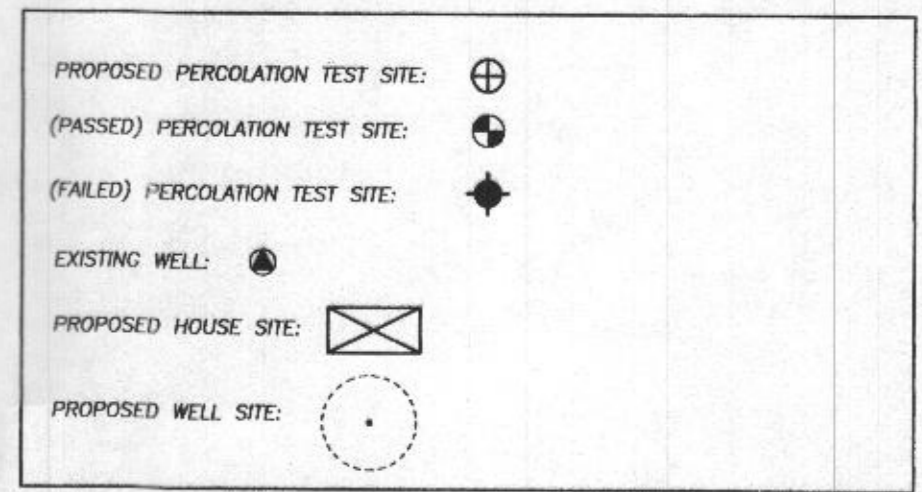 PROPOSED PERCOLATION TEST SITE:
(PASSED) PERCOLATION TEST SITE:
(FAILED) PERCOLATION TEST SITE:
EXISTING WELL:
PROPOSED HOUSE SITE:
PROPOSED WELL SITE: